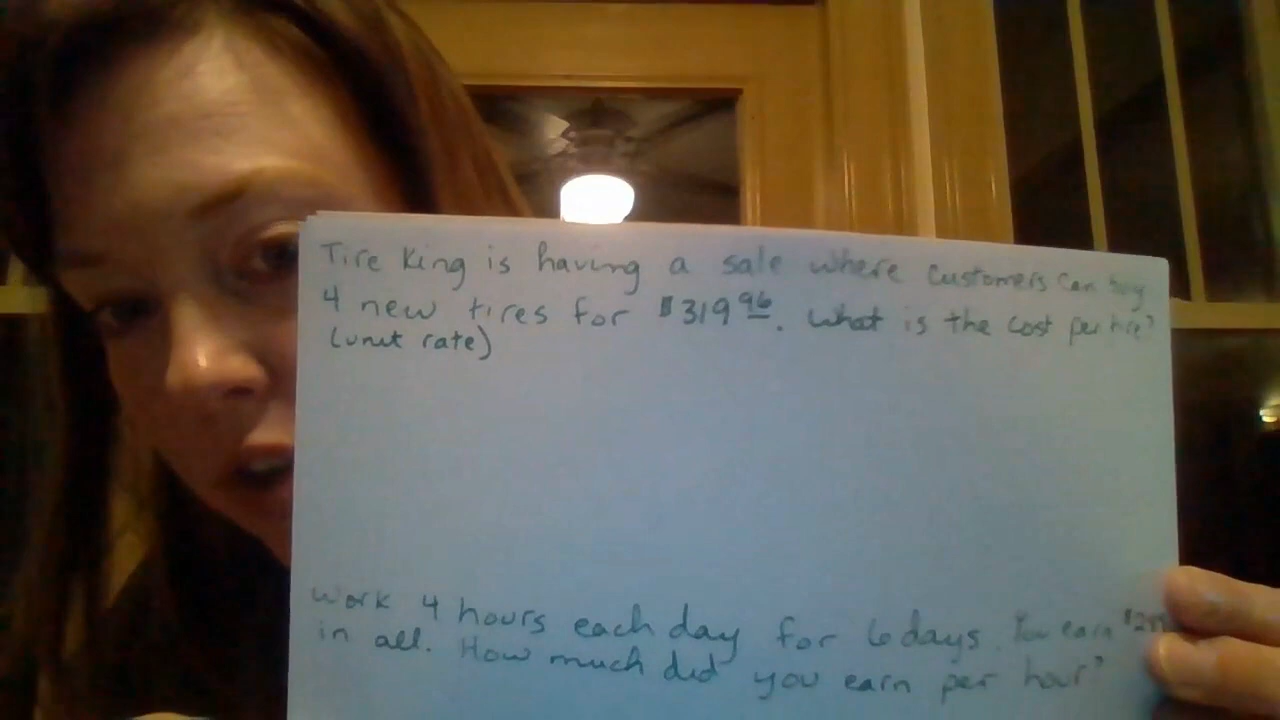 Tire King is having a sale where customers can buy
4 new tires for $319 96. What is the cost per tire?
(unit rate)
work 4 hours each day for 6 days. You earn
in all. How much did you earn per hour?